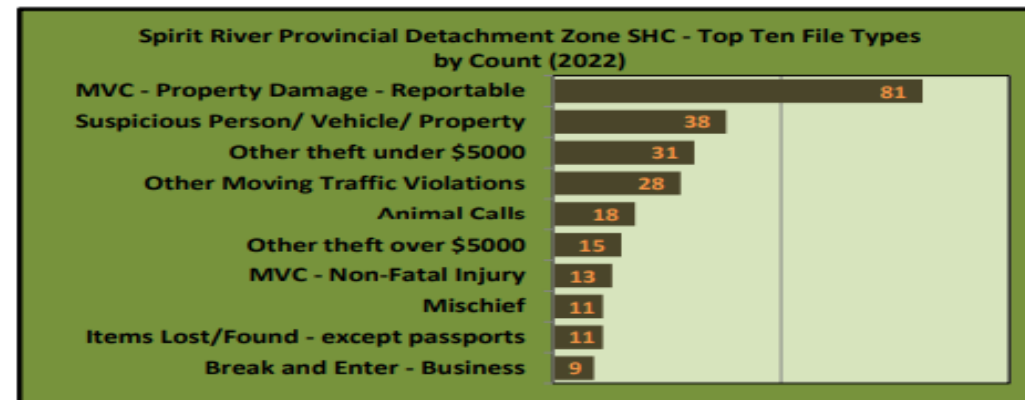 Spirit River Provincial Detachment Zone SHC - Top Ten File Types
by Count (2022)
MVC - Property Damage - Reportable 81
Suspicious Person/ Vehicle/ Property 38
Other theft under $5000 31
Other Moving Traffic Violations 28
Animal Calls 18
Other theft over $5000 15
MVC - Non-Fatal Injury 13
Mischief 11
Items Lost/Found - except passports 11
Break and Enter - Business 9